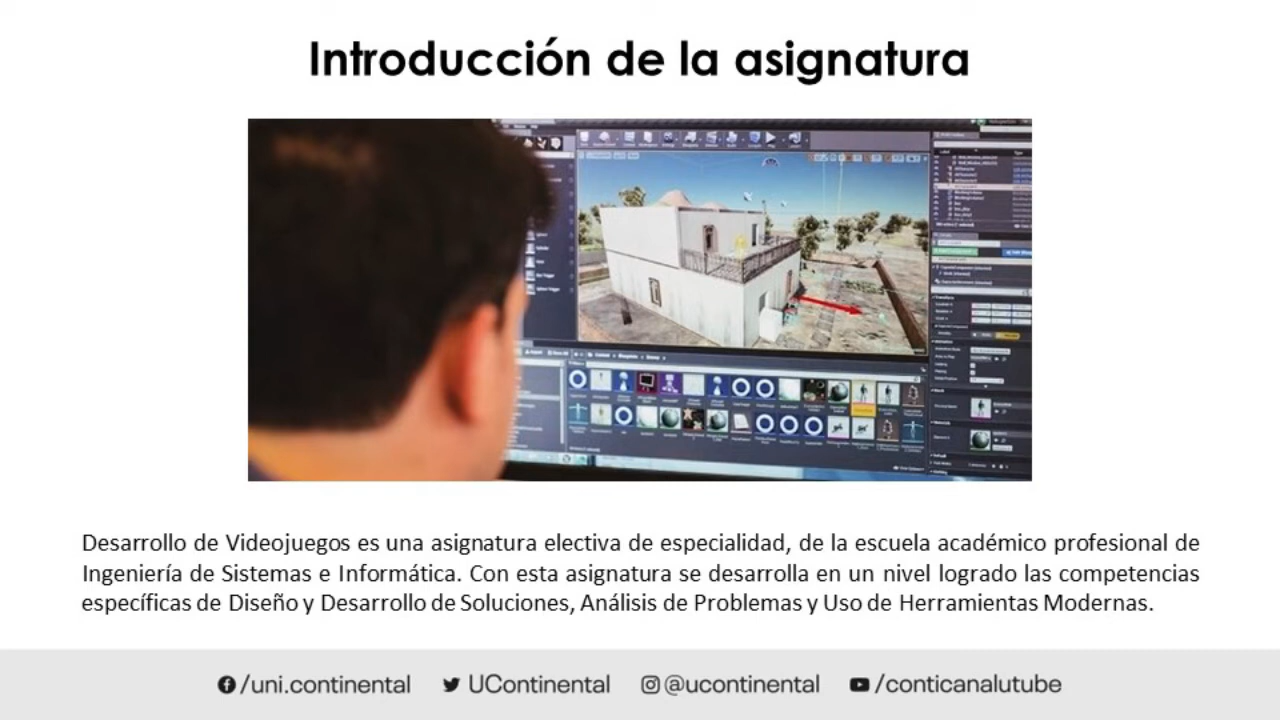 Introducción de la asignatura
Desarrollo de Videojuegos es una asignatura electiva de especialidad, de la escuela académico profesional de
Ingeniería de Sistemas e Informática. Con esta asignatura se desarrolla en un nivel logrado las competencias
específicas de Diseño y Desarrollo de Soluciones, Análisis de Problemas y Uso de Herramientas Modernas.
/uni.continental UContinental @ucontinental /conticanalutube